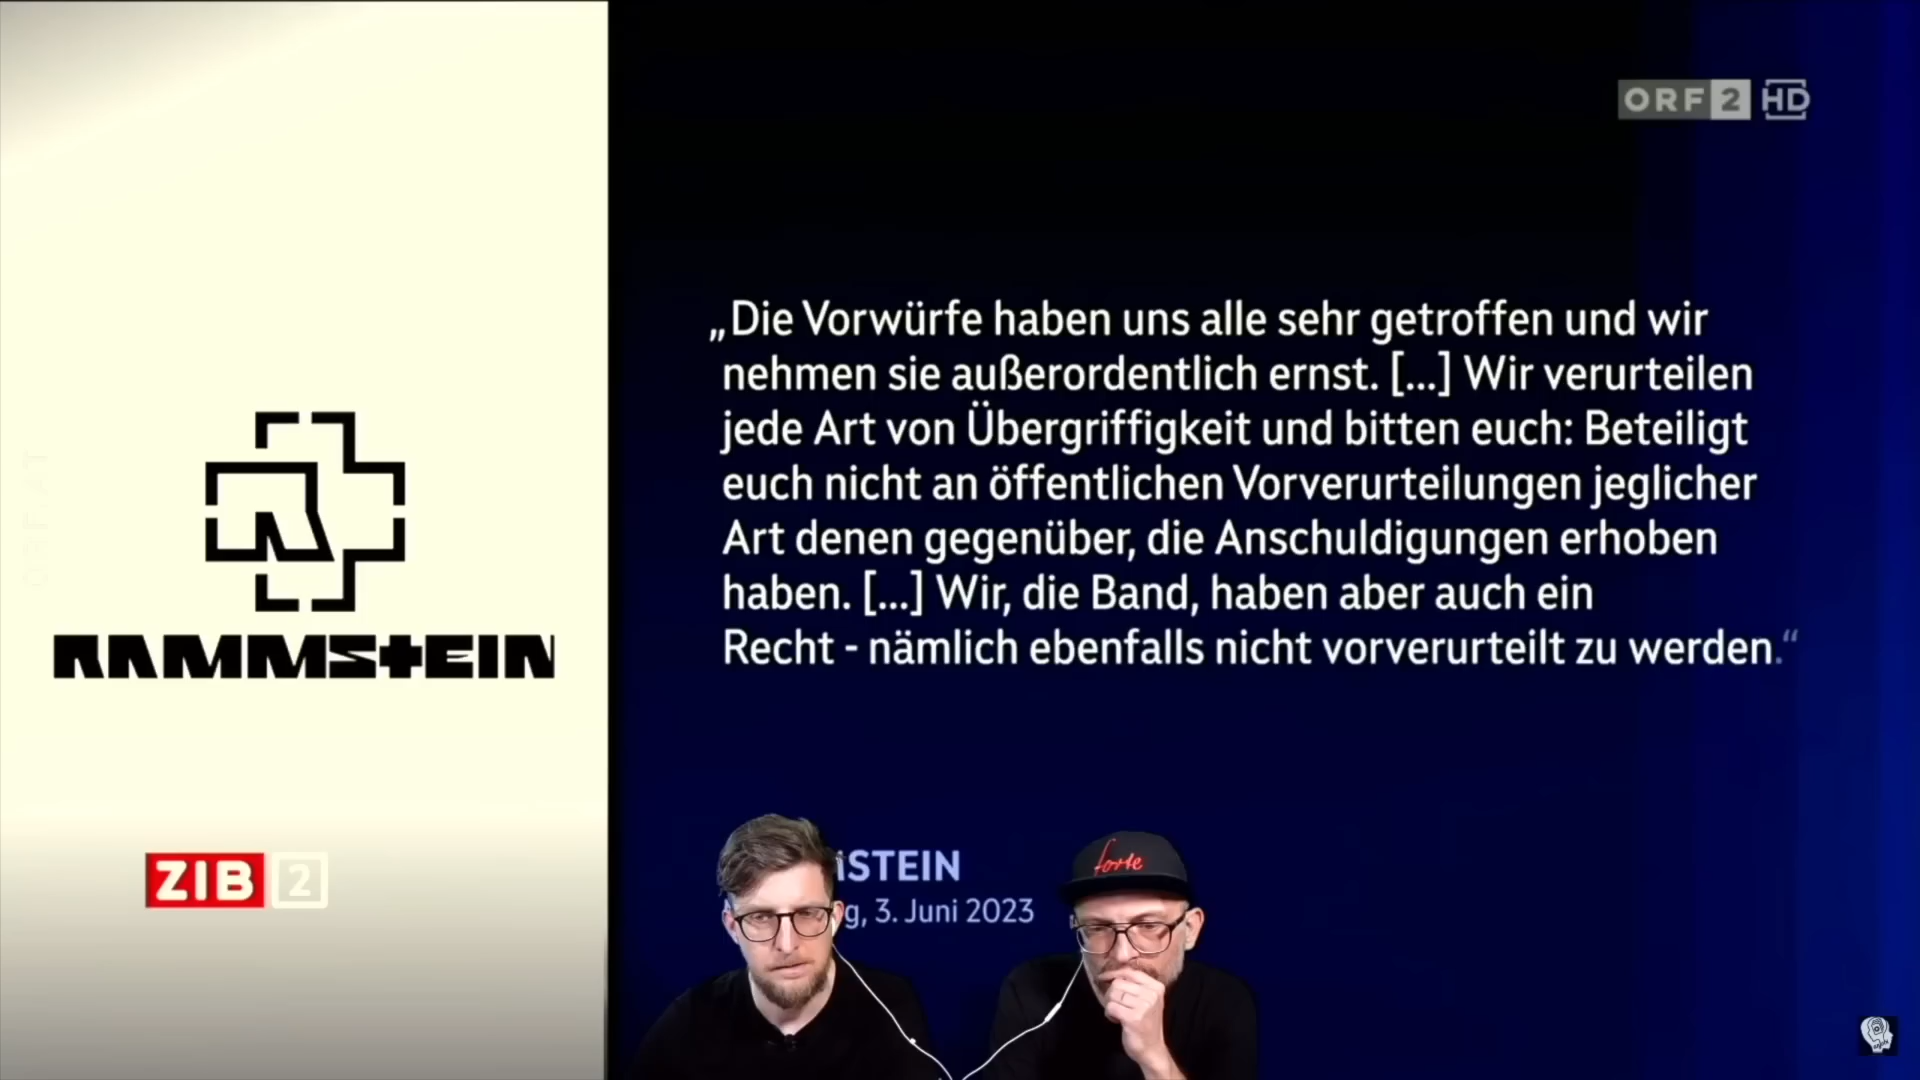 ORF 2 HD
„Die Vorwürfe haben uns alle sehr getroffen und wir
nehmen sie außerordentlich ernst. [...] Wir verurteilen
jede Art von Übergriffigkeit und bitten euch: Beteiligt
euch nicht an öffentlichen Vorverurteilungen jeglicher
Art denen gegenüber, die Anschuldigungen erhoben
haben. [...] Wir, die Band, haben aber auch ein
Recht - nämlich ebenfalls nicht vorverurteilt zu werden.“
RAMMSTEIN
ZIB 2
STEIN
g, 3. Juni 2023
forte